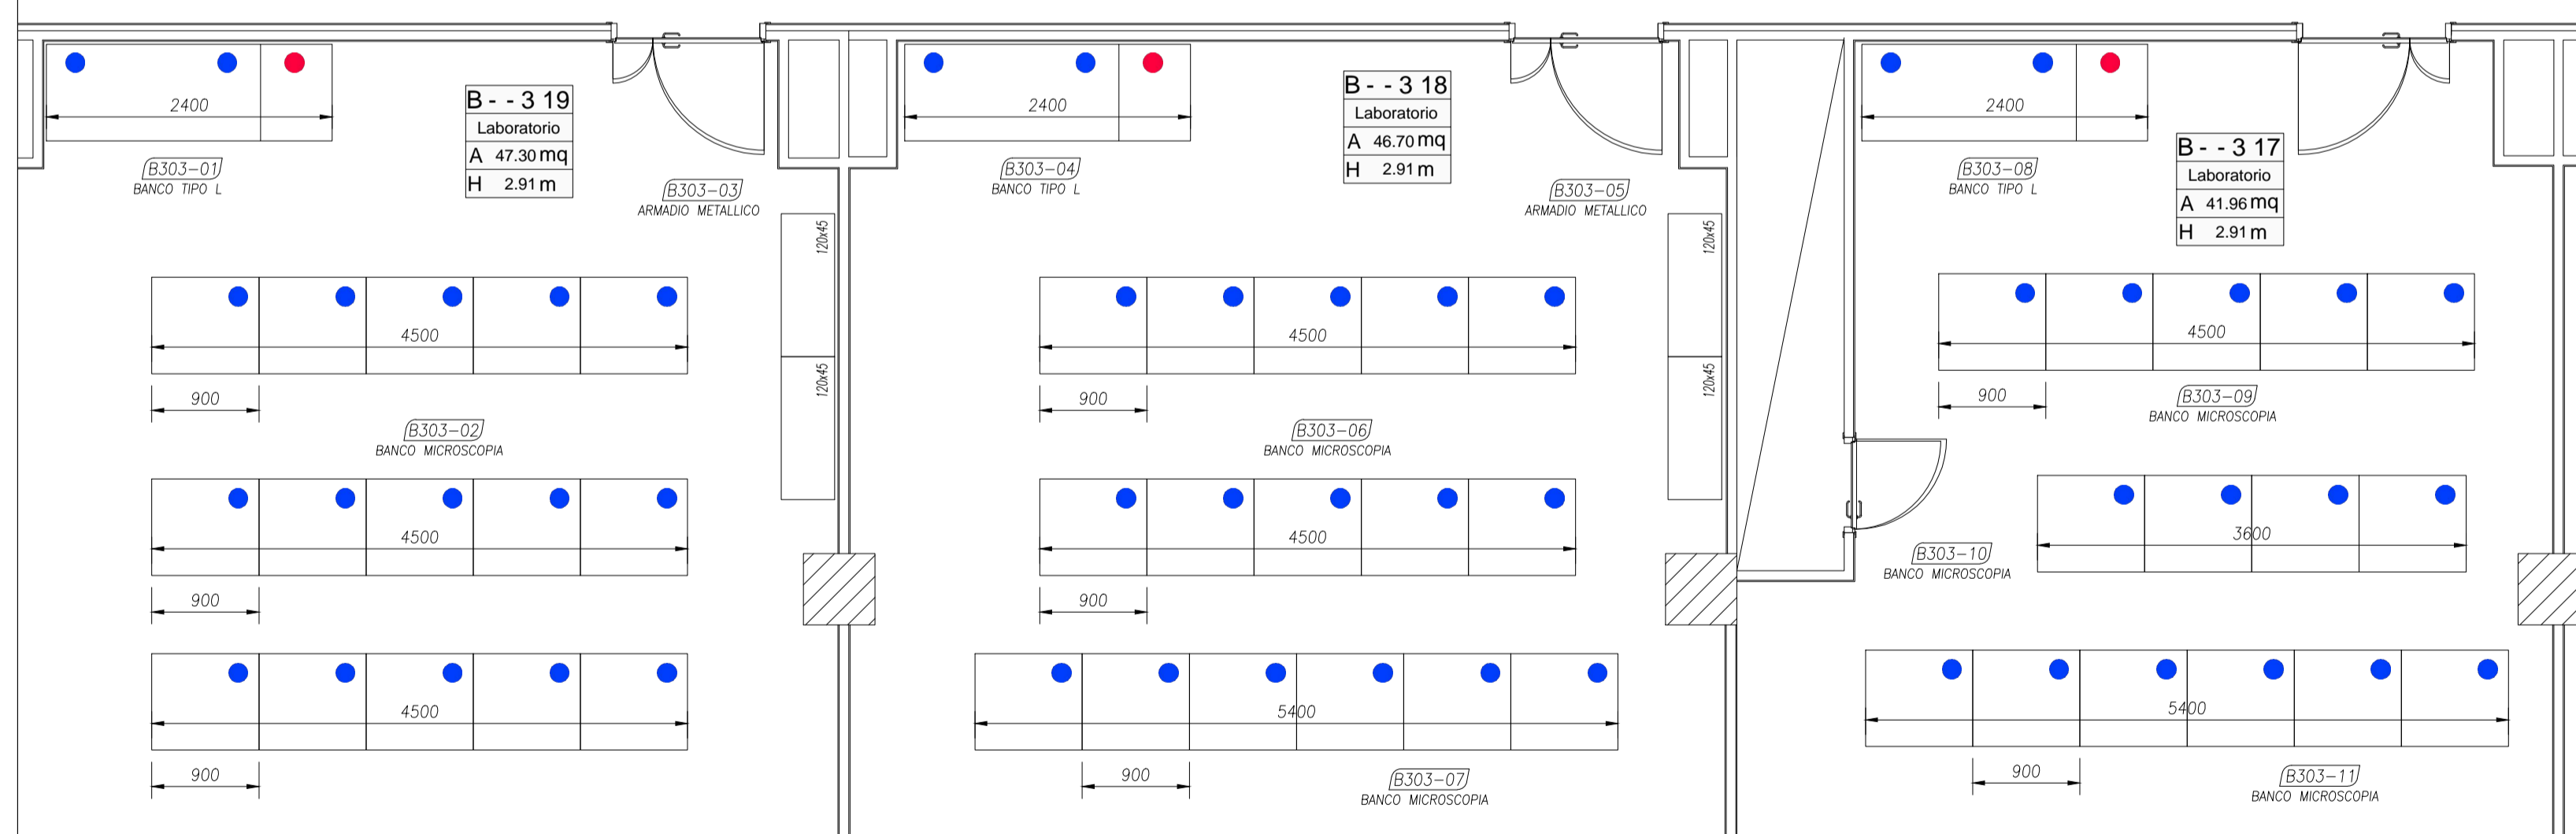 2400
B303-01
BANCO TIPO L
B - - 3 19
Laboratorio
A 47.30 mq
H 2.91 m
B303-03
ARMADIO METALLICO
120x45
120x45
4500
900
B303-02
BANCO MICROSCOPIA
4500
900
4500
900
2400
B303-04
BANCO TIPO L
B - - 3 18
Laboratorio
A 46.70 mq
H 2.91 m
B303-05
ARMADIO METALLICO
120x45
120x45
4500
900
B303-06
BANCO MICROSCOPIA
4500
900
5400
900
B303-07
BANCO MICROSCOPIA
2400
B303-08
BANCO TIPO L
B - - 3 17
Laboratorio
A 41.96 mq
H 2.91 m
4500
900
B303-09
BANCO MICROSCOPIA
3600
B303-10
BANCO MICROSCOPIA
5400
900
B303-11
BANCO MICROSCOPIA